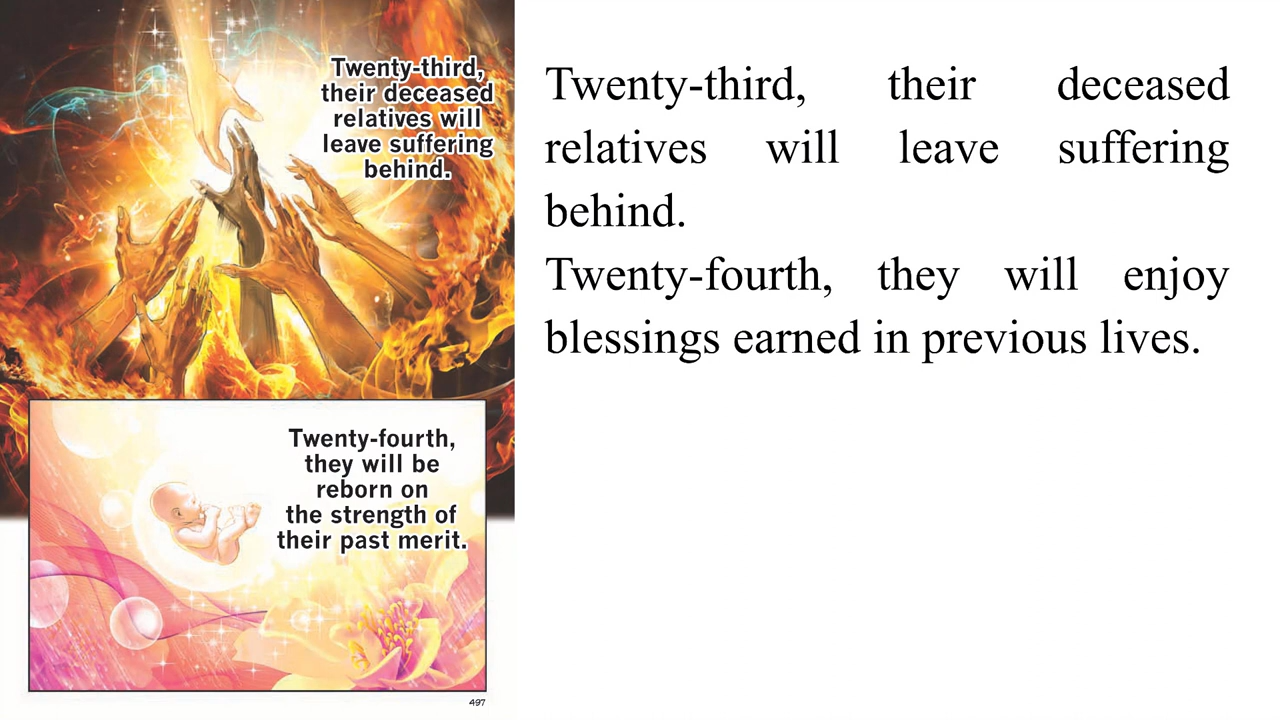 Twenty-third,
their deceased
relatives will
leave suffering
behind.
Twenty-fourth,
they will be
reborn on
the strength of
their past merit.
497
Twenty-third, their deceased
relatives will leave suffering
behind.
Twenty-fourth, they will enjoy
blessings earned in previous lives.